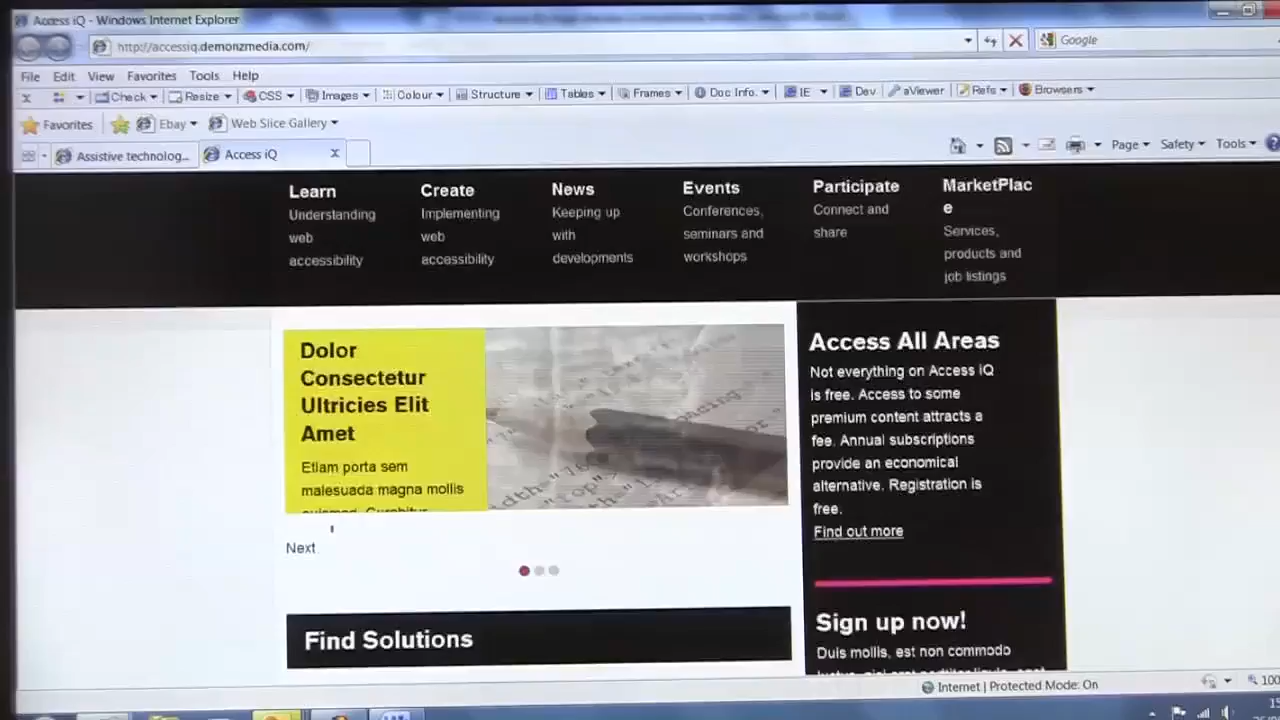 Access iQ - Windows Internet Explorer
http://accessiq.demonzmedia.com/
Google
File Edit View Favorites Tools Help
X Check Resize CSS Images Colour Structure Tables Frames Doc Info. IE Dev aViewer Refs Browsers
Favorites Ebay Web Slice Gallery
Assistive technolog... Access iQ x Page Safety Tools
Learn
Understanding
web
accessibility
Create
Implementing
web
accessibility
News
Keeping up
with
developments
Events
Conferences,
seminars and
workshops
Participate
Connect and
share
MarketPlac
e
Services,
products and
job listings
Dolor
Consectetur
Ultricies Elit
Amet
Etiam porta sem
malesuada magna mollis
Next
Find Solutions
Access All Areas
Not everything on Access iQ
is free. Access to some
premium content attracts a
fee. Annual subscriptions
provide an economical
alternative. Registration is
free.
Find out more
Sign up now!
Duis mollis, est non commodo
Internet | Protected Mode: On
100